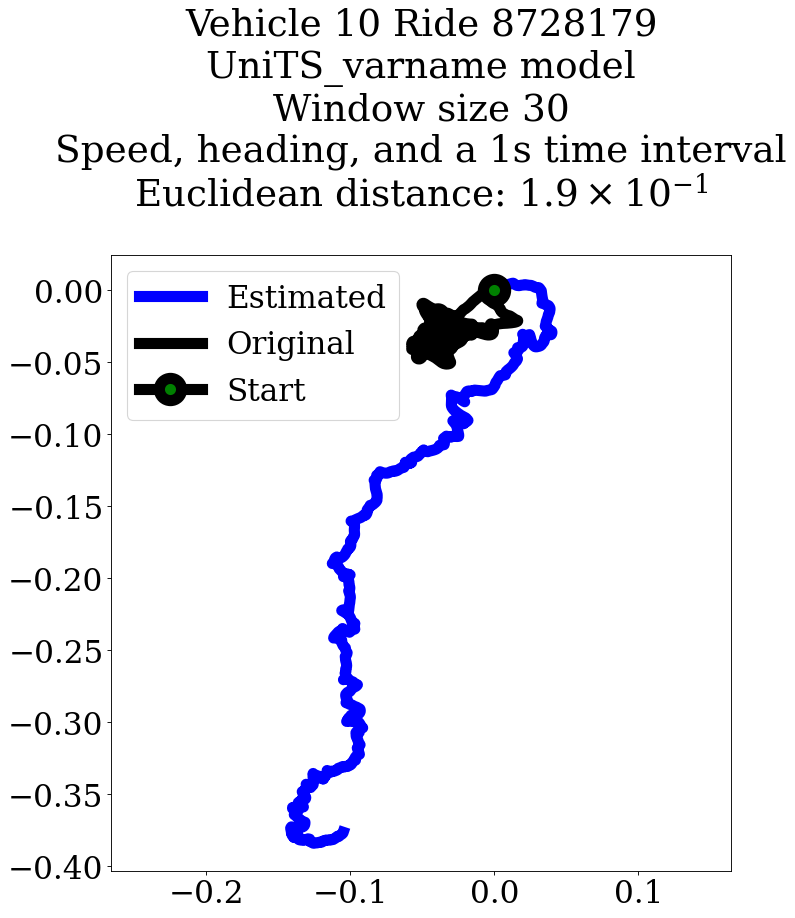 Vehicle 10 Ride 8728179
UniTS_varname model
Window size 30
Speed, heading, and a 1s time interval
Euclidean distance: 1.9 × 10⁻¹
Estimated
Original
Start
0.00
−0.05
−0.10
−0.15
−0.20
−0.25
−0.30
−0.35
−0.40
−0.2 −0.1 0.0 0.1